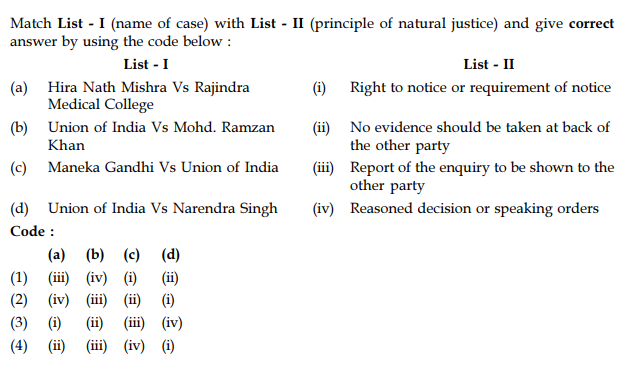 Match List - I (name of case) with List - II (principle of natural justice) and give correct
answer by using the code below :
List - I List - II
(a) Hira Nath Mishra Vs Rajindra (i) Right to notice or requirement of notice
Medical College
(b) Union of India Vs Mohd. Ramzan (ii) No evidence should be taken at back of
Khan the other party
(c) Maneka Gandhi Vs Union of India (iii) Report of the enquiry to be shown to the
other party
(d) Union of India Vs Narendra Singh (iv) Reasoned decision or speaking orders
Code :
(a) (b) (c) (d)
(1) (iii) (iv) (i) (ii)
(2) (iv) (iii) (ii) (i)
(3) (i) (ii) (iii) (iv)
(4) (ii) (iii) (iv) (i)